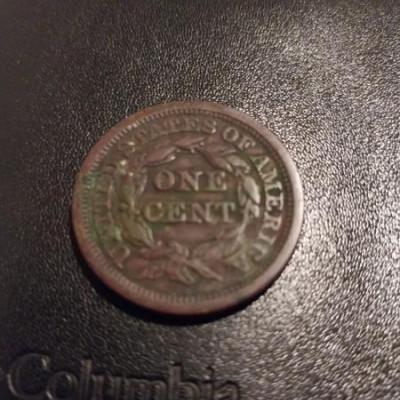 UNITED STATES OF AMERICA
ONE
CENT
Columbia